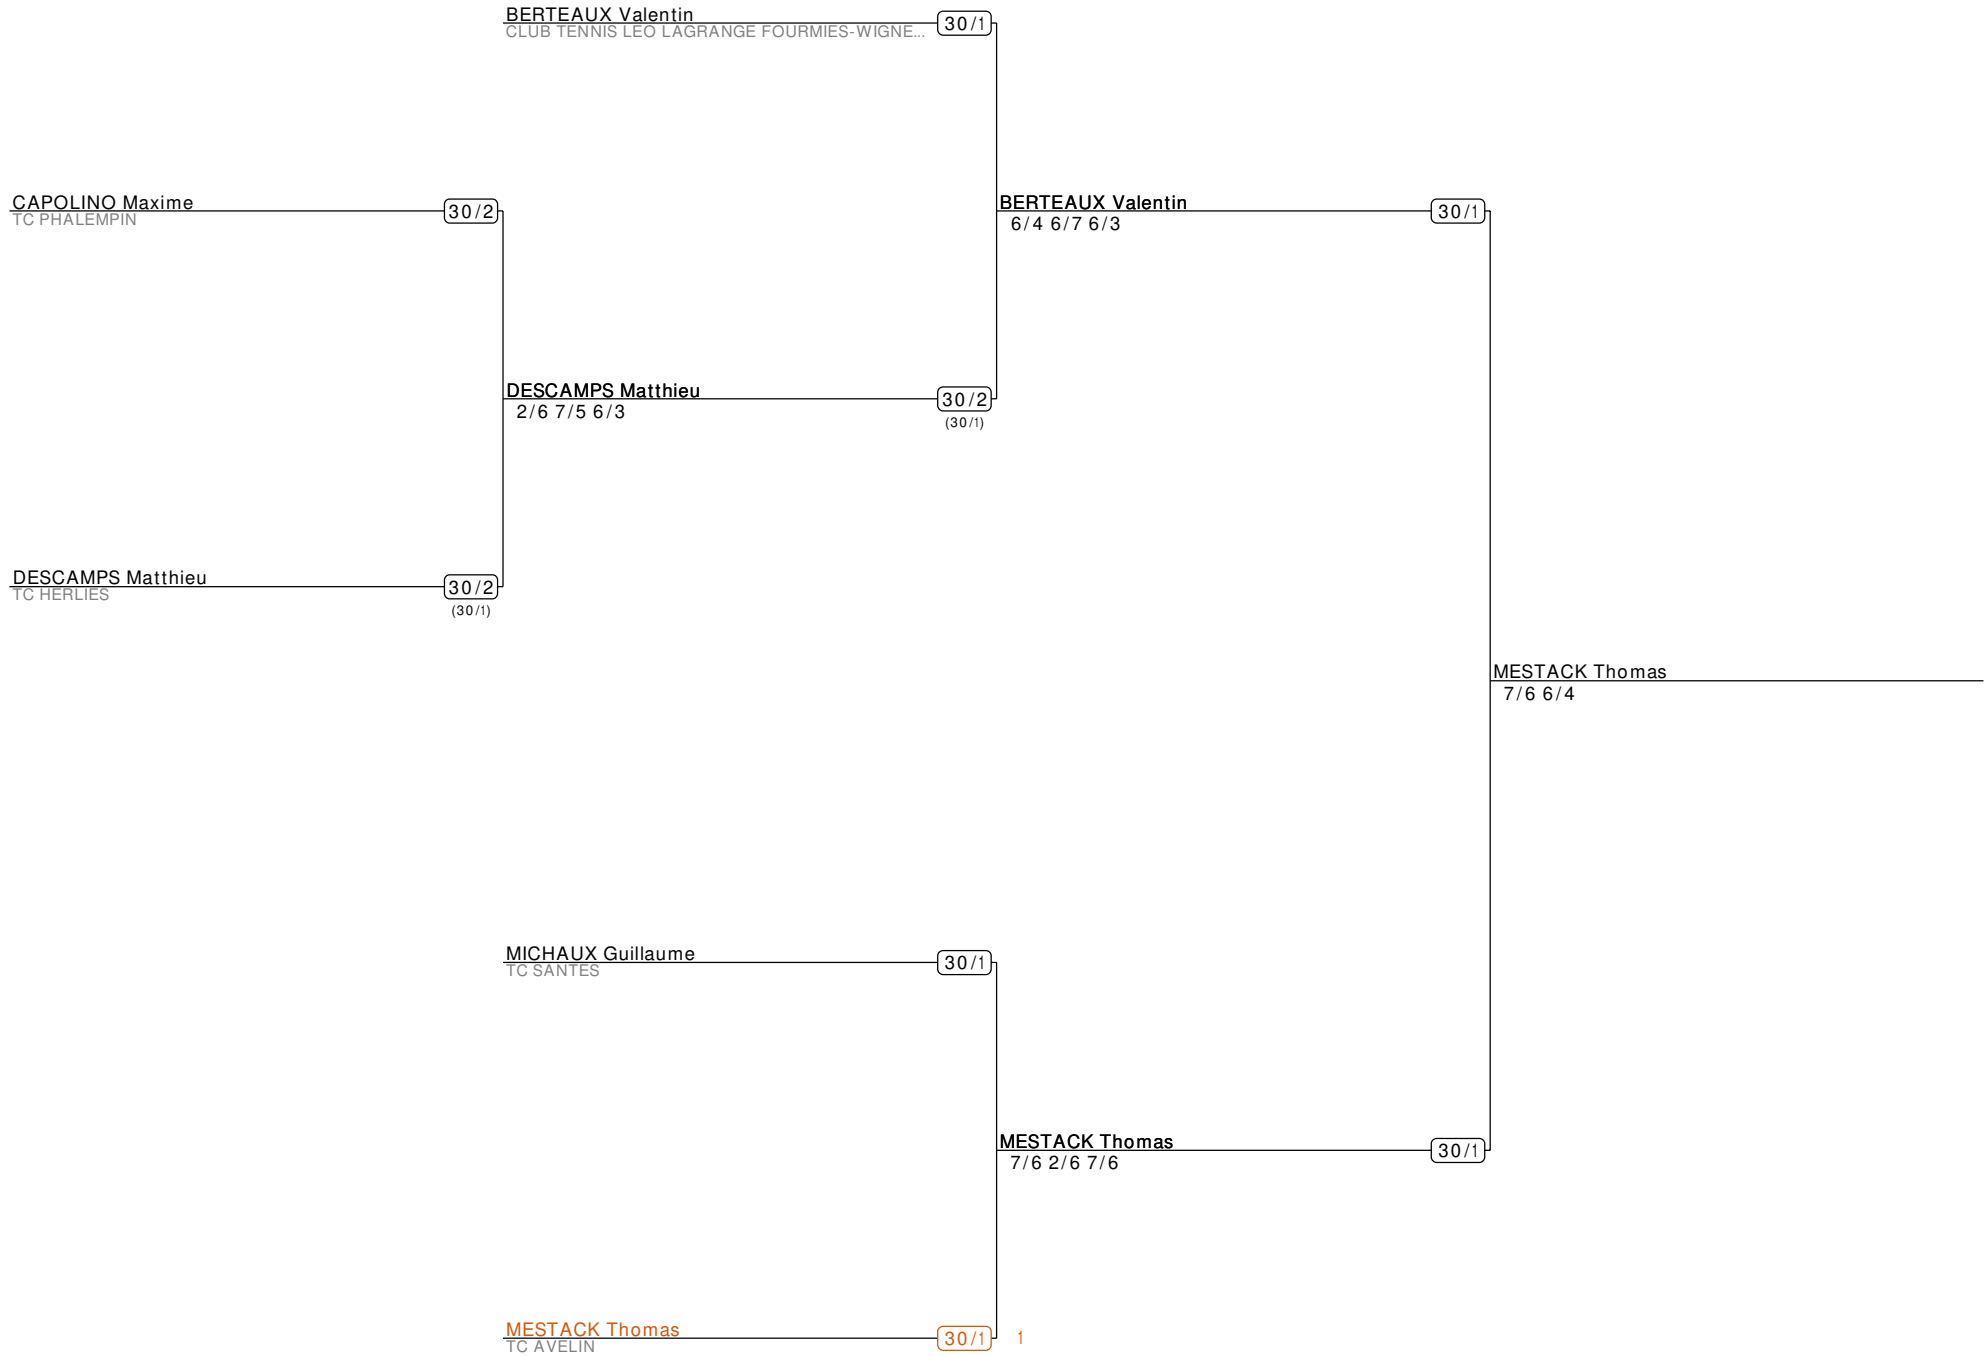 BERTEAUX Valentin
CLUB TENNIS LEO LAGRANGE FOURMIES-WIGNE...
30/1
CAPOLINO Maxime
TC PHALEMPIN
30/2
BERTEAUX Valentin
6/4 6/7 6/3
30/1
DESCAMPS Matthieu
2/6 7/5 6/3
30/2
(30/1)
DESCAMPS Matthieu
TC HERLIES
30/2
(30/1)
MESTACK Thomas
7/6 6/4
MICHAUX Guillaume
TC SANTES
30/1
MESTACK Thomas
7/6 2/6 7/6
30/1
MESTACK Thomas
TC AVELIN
30/1
1